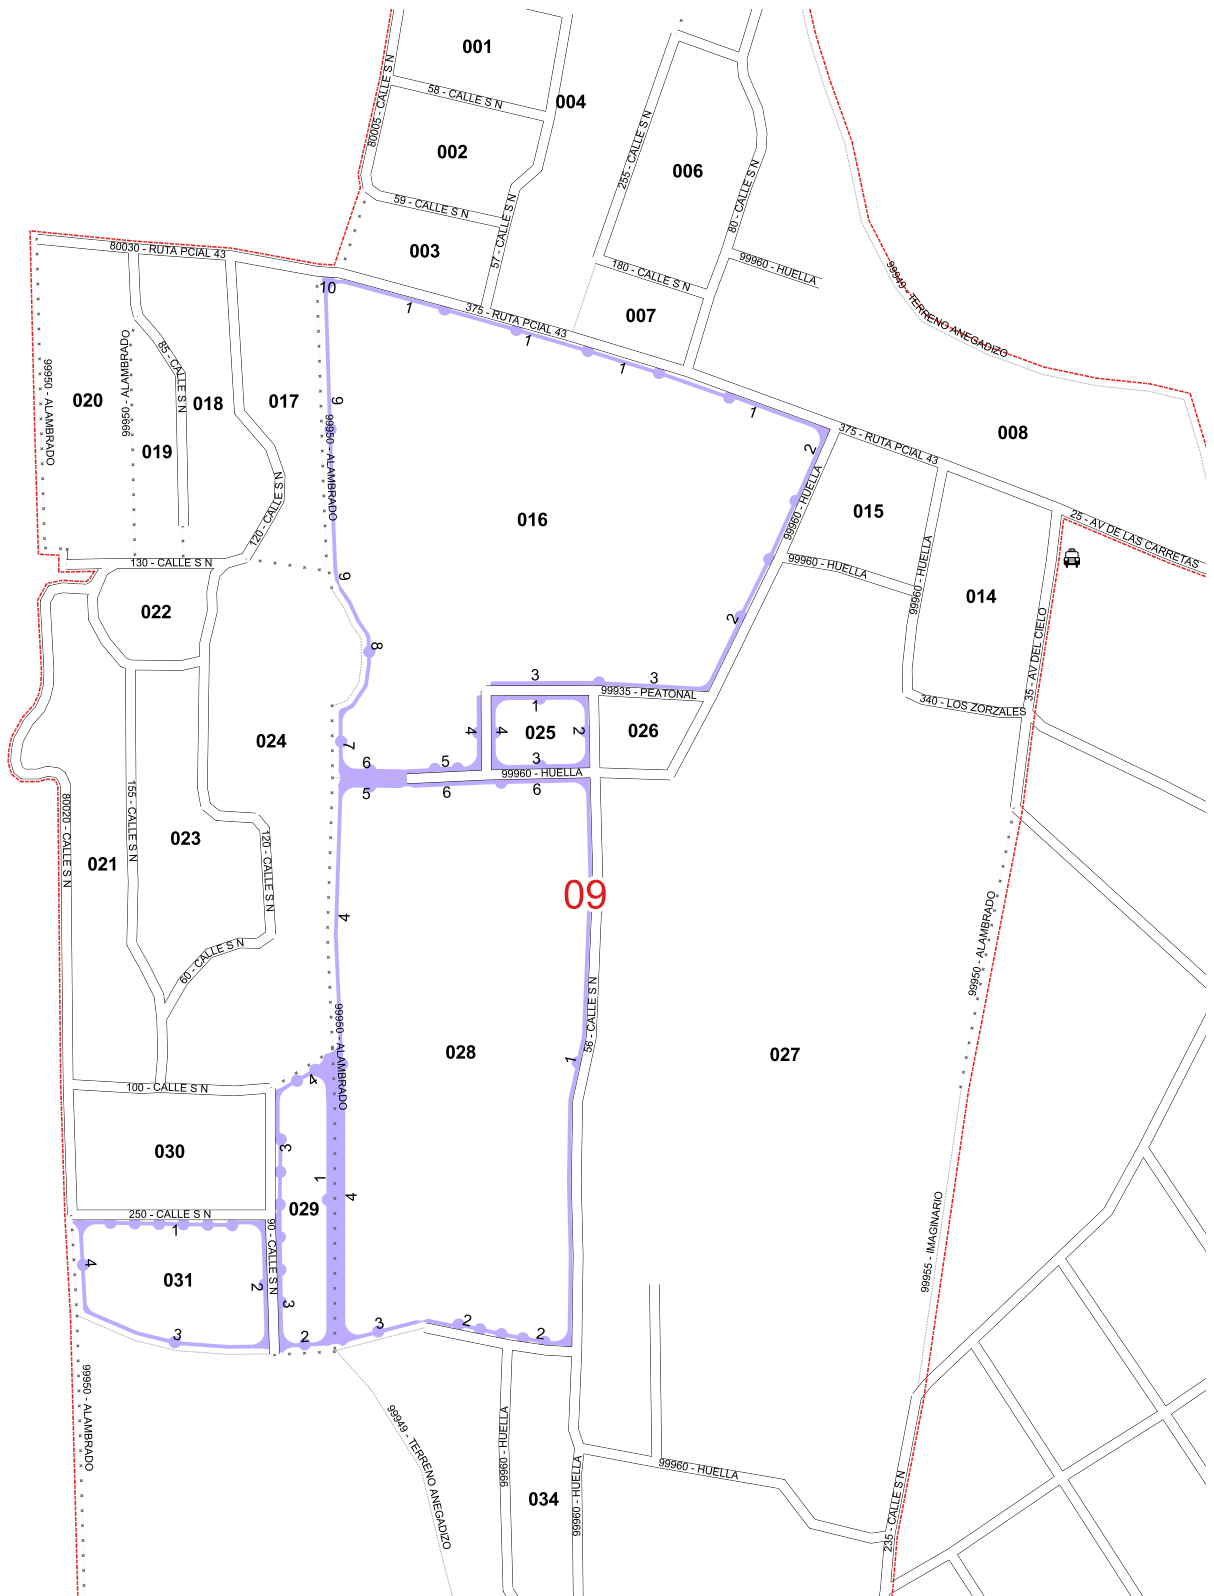 001
80005 - CALLE S N
58 - CALLE S N
004
002
255 - CALLE S N
006
80 - CALLE S N
59 - CALLE S N
57 - CALLE S N
003
80030 - RUTA PCIAL 43
180 - CALLE S N
99960 - HUELLA
99949 - TERRENO ANEGADIZO
10
1
375 - RUTA PCIAL 43
007
1
1
1
85 - CALLE S N
99950 - ALAMBRADO
99950 - ALAMBRADO
020
018
017
9
99950 - ALAMBRADO
019
2
375 - RUTA PCIAL 43
008
120 - CALLE S N
016
99960 - HUELLA
015
25 - AV DE LAS CARRETAS
130 - CALLE S N
9
99960 - HUELLA
99960 - HUELLA
014
022
2
8
35 - AV DEL CIELO
3
3
99935 - PEATONAL
340 - LOS ZORZALES
1
4
4
025
2
026
024
7
6
5
3
99960 - HUELLA
5
6
6
155 - CALLE S N
80020 - CALLE S N
023
021
120 - CALLE S N
09
4
60 - CALLE S N
99950 - ALAMBRADO
56 - CALLE S N
99950 - ALAMBRADO
028
027
1
100 - CALLE S N
4
030
3
1
4
029
250 - CALLE S N
1
90 - CALLE S N
99955 - IMAGINARIO
4
031
2
3
3
2
3
2
2
99950 - ALAMBRADO
99949 - TERRENO ANEGADIZO
99960 - HUELLA
99960 - HUELLA
99960 - HUELLA
034
235 - CALLE S N